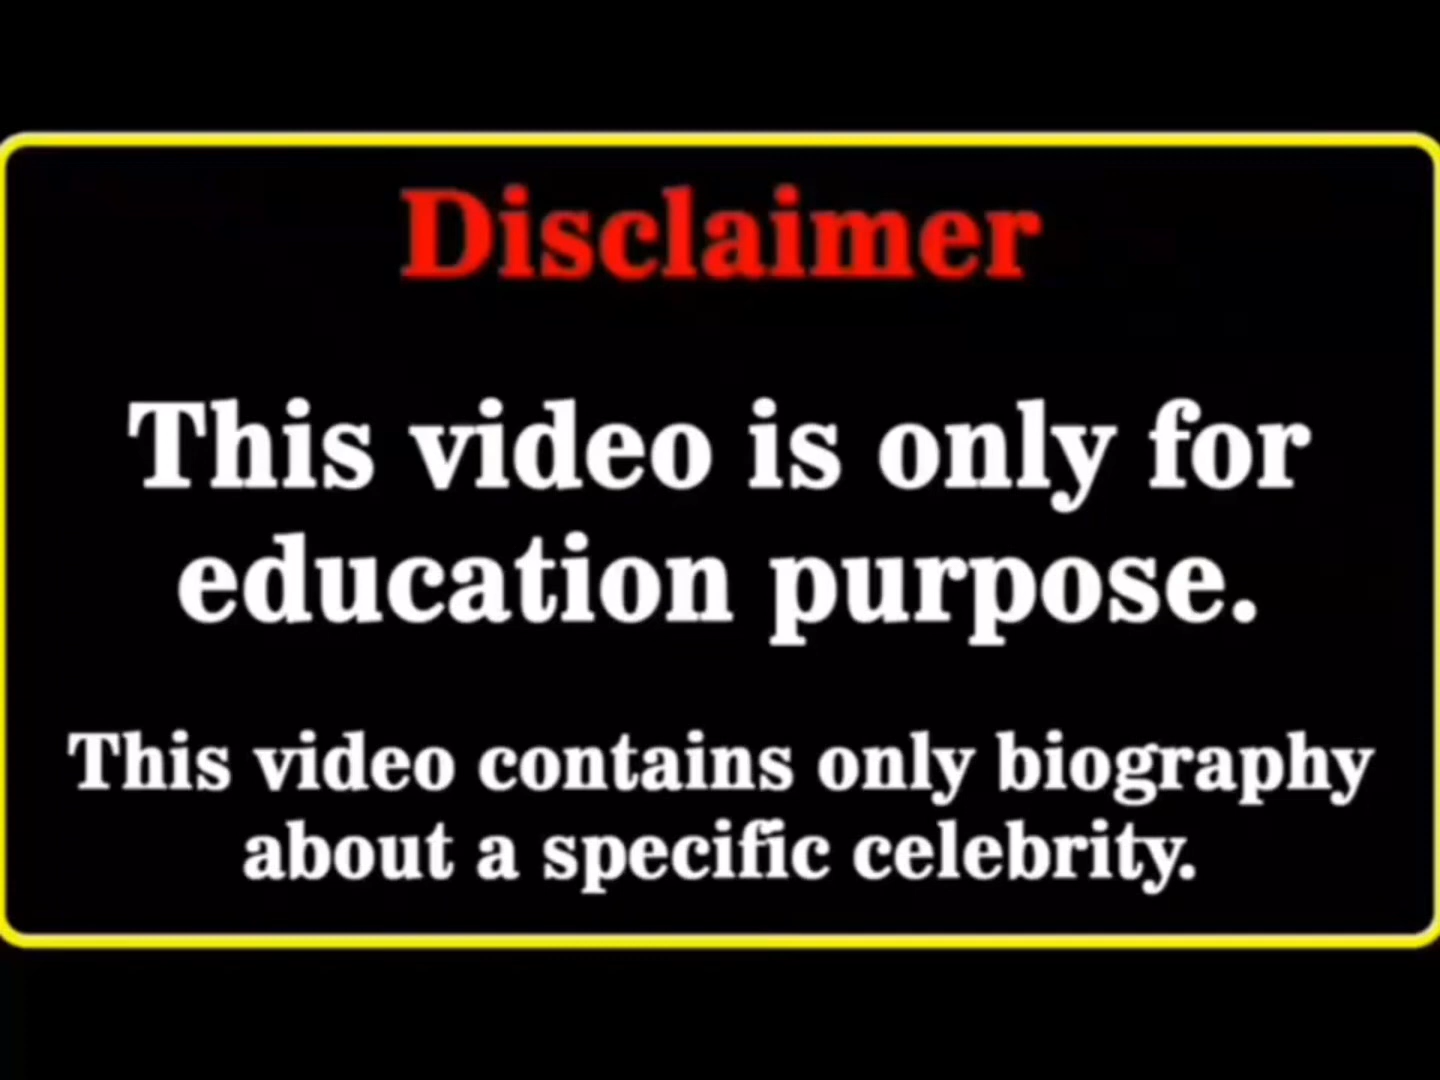 Disclaimer
This video is only for
education purpose.
This video contains only biography
about a specific celebrity.